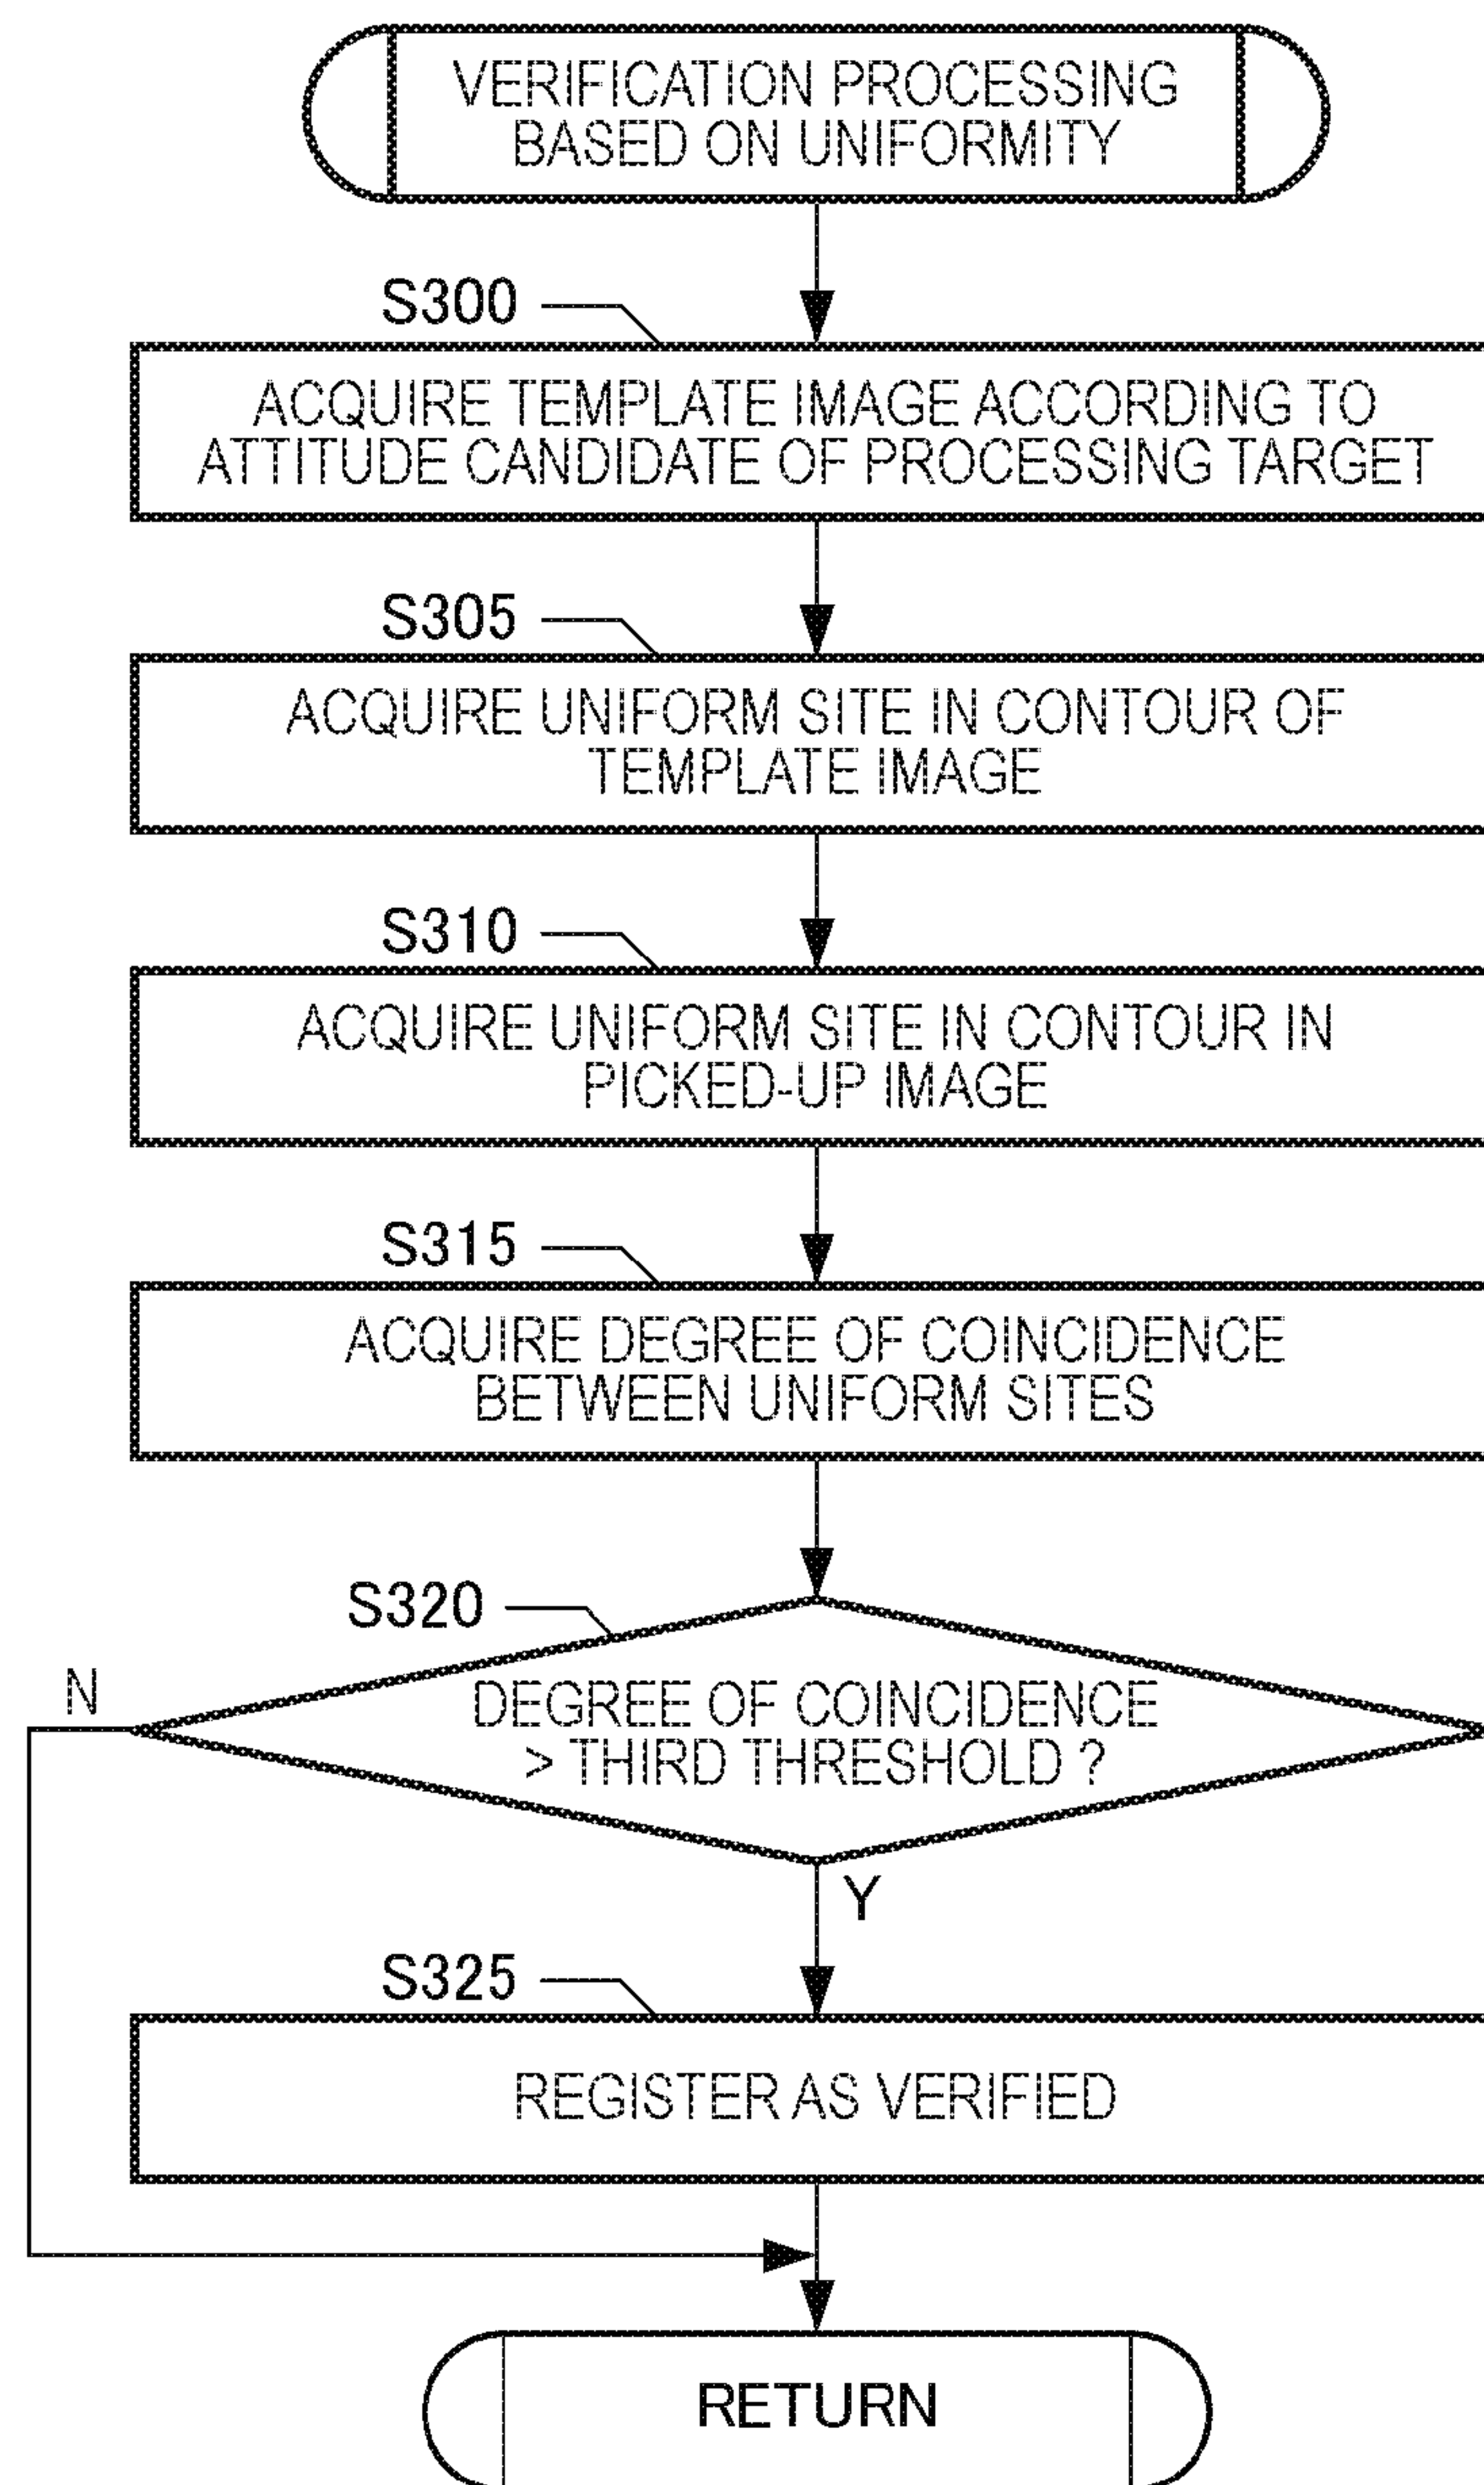 VERIFICATION PROCESSING
BASED ON UNIFORMITY
S300
ACQUIRE TEMPLATE IMAGE ACCORDING TO
ATTITUDE CANDIDATE OF PROCESSING TARGET
S305
ACQUIRE UNIFORM SITE IN CONTOUR OF
TEMPLATE IMAGE
S310
ACQUIRE UNIFORM SITE IN CONTOUR IN
PICKED-UP IMAGE
S315
ACQUIRE DEGREE OF COINCIDENCE
BETWEEN UNIFORM SITES
S320
N
DEGREE OF COINCIDENCE
> THIRD THRESHOLD ?
Y
S325
REGISTER AS VERIFIED
RETURN